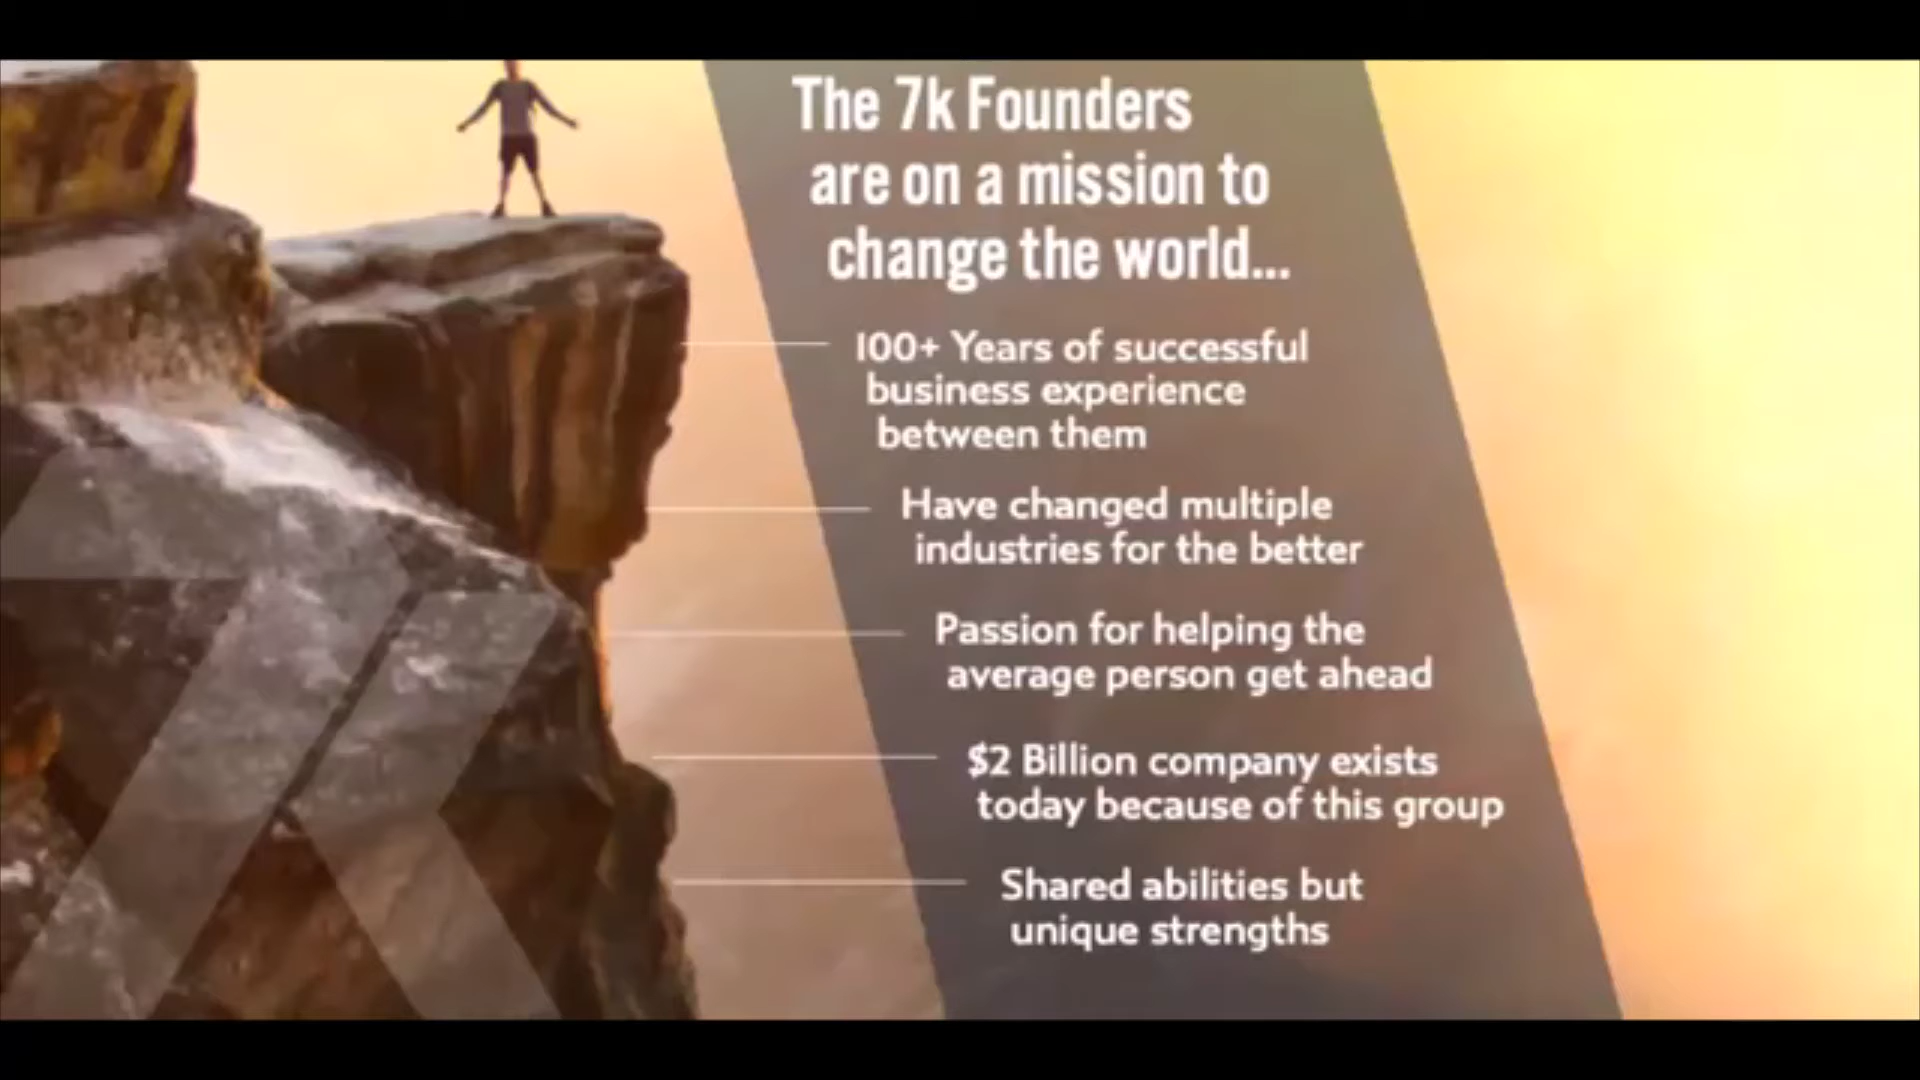 The 7k Founders
are on a mission to
change the world...
100+ Years of successful
business experience
between them
Have changed multiple
industries for the better
Passion for helping the
average person get ahead
$2 Billion company exists
today because of this group
Shared abilities but
unique strengths